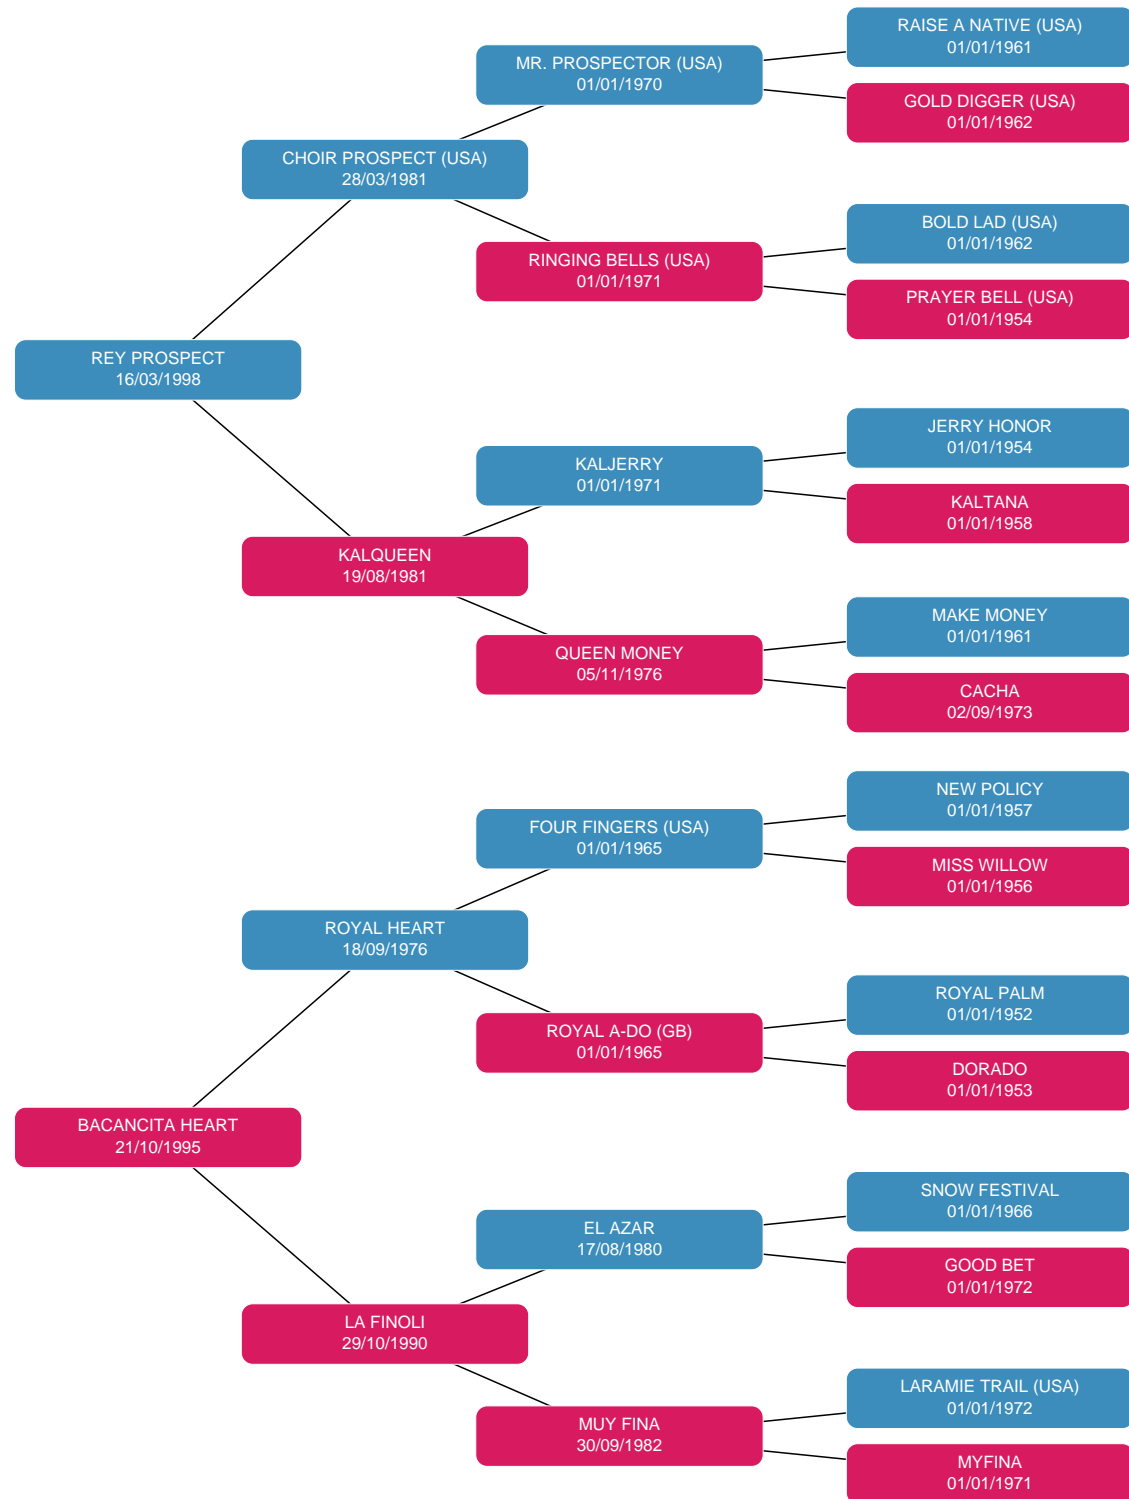 RAISE A NATIVE (USA)
01/01/1961
MR. PROSPECTOR (USA)
01/01/1970
GOLD DIGGER (USA)
01/01/1962
CHOIR PROSPECT (USA)
28/03/1981
BOLD LAD (USA)
01/01/1962
RINGING BELLS (USA)
01/01/1971
PRAYER BELL (USA)
01/01/1954
REY PROSPECT
16/03/1998
JERRY HONOR
01/01/1954
KALJERRY
01/01/1971
KALTANA
01/01/1958
KALQUEEN
19/08/1981
MAKE MONEY
01/01/1961
QUEEN MONEY
05/11/1976
CACHA
02/09/1973
NEW POLICY
01/01/1957
FOUR FINGERS (USA)
01/01/1965
MISS WILLOW
01/01/1956
ROYAL HEART
18/09/1976
ROYAL PALM
01/01/1952
ROYAL A-DO (GB)
01/01/1965
DORADO
01/01/1953
BACANCITA HEART
21/10/1995
SNOW FESTIVAL
01/01/1966
EL AZAR
17/08/1980
GOOD BET
01/01/1972
LA FINOLI
29/10/1990
LARAMIE TRAIL (USA)
01/01/1972
MUY FINA
30/09/1982
MYFINA
01/01/1971